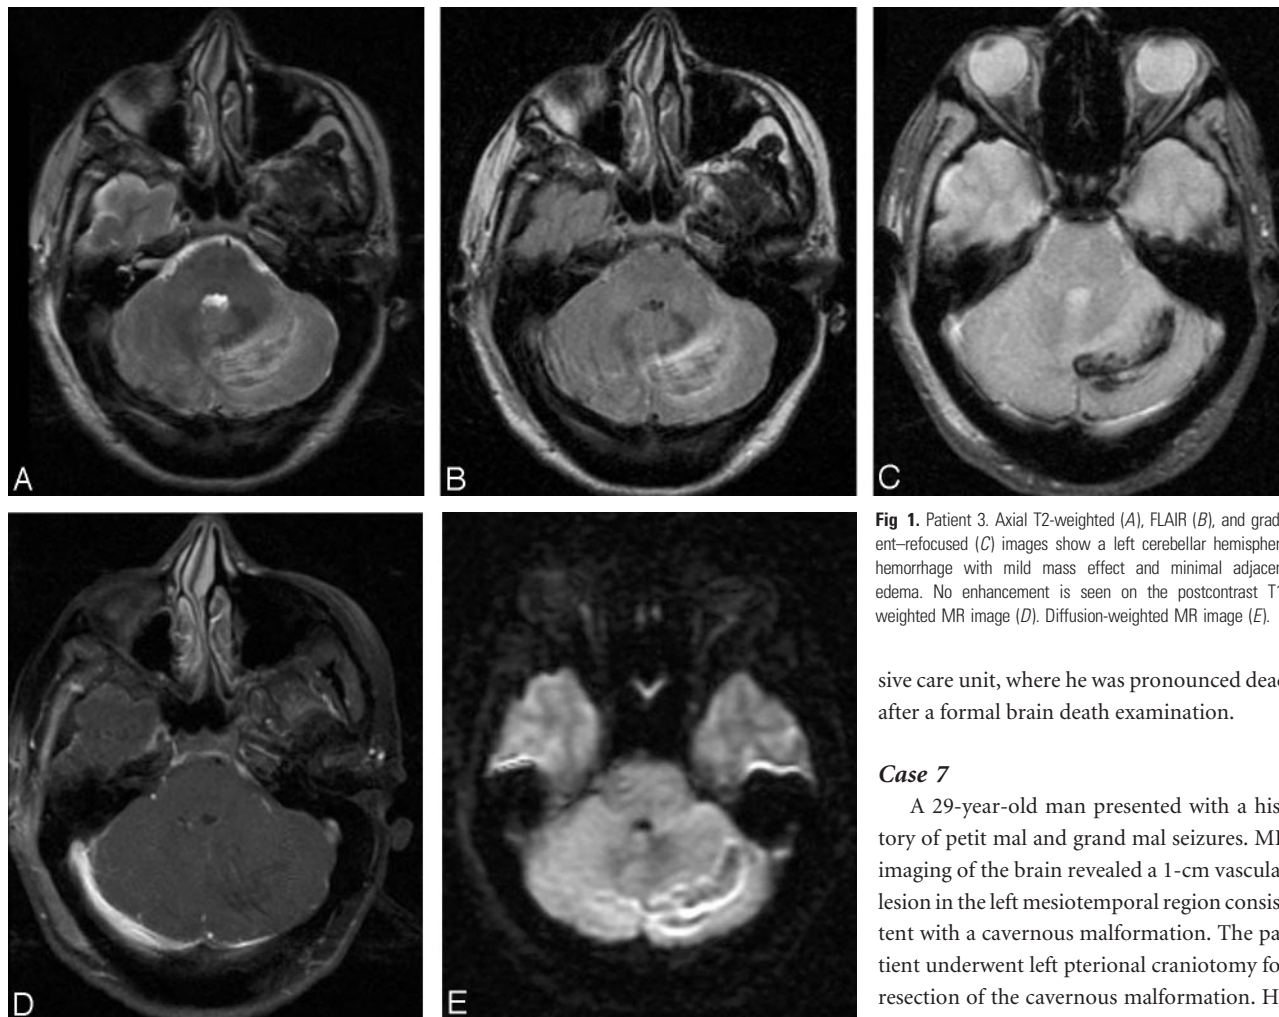 A
B
C
D
E
Fig 1. Patient 3. Axial T2-weighted (A), FLAIR (B), and grad
ent–refocused (C) images show a left cerebellar hemispher
hemorrhage with mild mass effect and minimal adjacer
edema. No enhancement is seen on the postcontrast T1
weighted MR image (D). Diffusion-weighted MR image (E).
sive care unit, where he was pronounced dead
after a formal brain death examination.
Case 7
A 29-year-old man presented with a his
tory of petit mal and grand mal seizures. MR
imaging of the brain revealed a 1-cm vascula
lesion in the left mesiotemporal region consis
tent with a cavernous malformation. The pa
tient underwent left pterional craniotomy fo
resection of the cavernous malformation. H